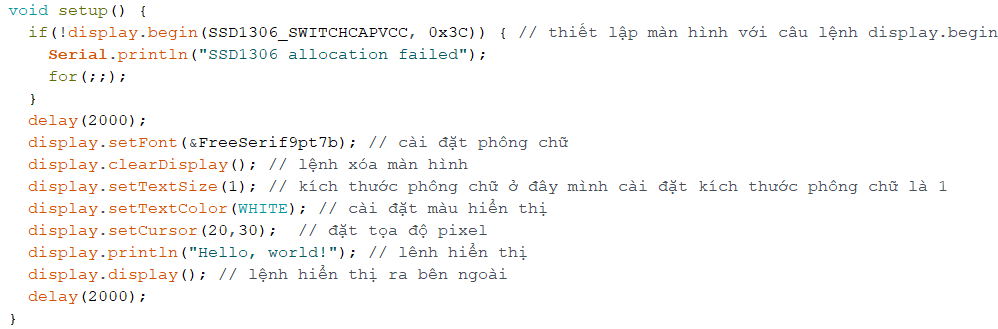 void setup() {
if(!display.begin(SSD1306_SWITCHCAPVCC, 0x3C)) { // thiết lập màn hình với câu lệnh display.begin
Serial.println("SSD1306 allocation failed");
for(;;);
}
delay(2000);
display.setFont(&FreeSerif9pt7b); // cài đặt phông chữ
display.clearDisplay(); // lệnh xóa màn hình
display.setTextSize(1); // kích thước phông chữ ở đây mình cài đặt kích thước phông chữ là 1
display.setTextColor(WHITE); // cài đặt màu hiển thị
display.setCursor(20,30);  // đặt tọa độ pixel
display.println("Hello, world!"); // lênh hiển thị
display.display(); // lệnh hiển thị ra bên ngoài
delay(2000);
}